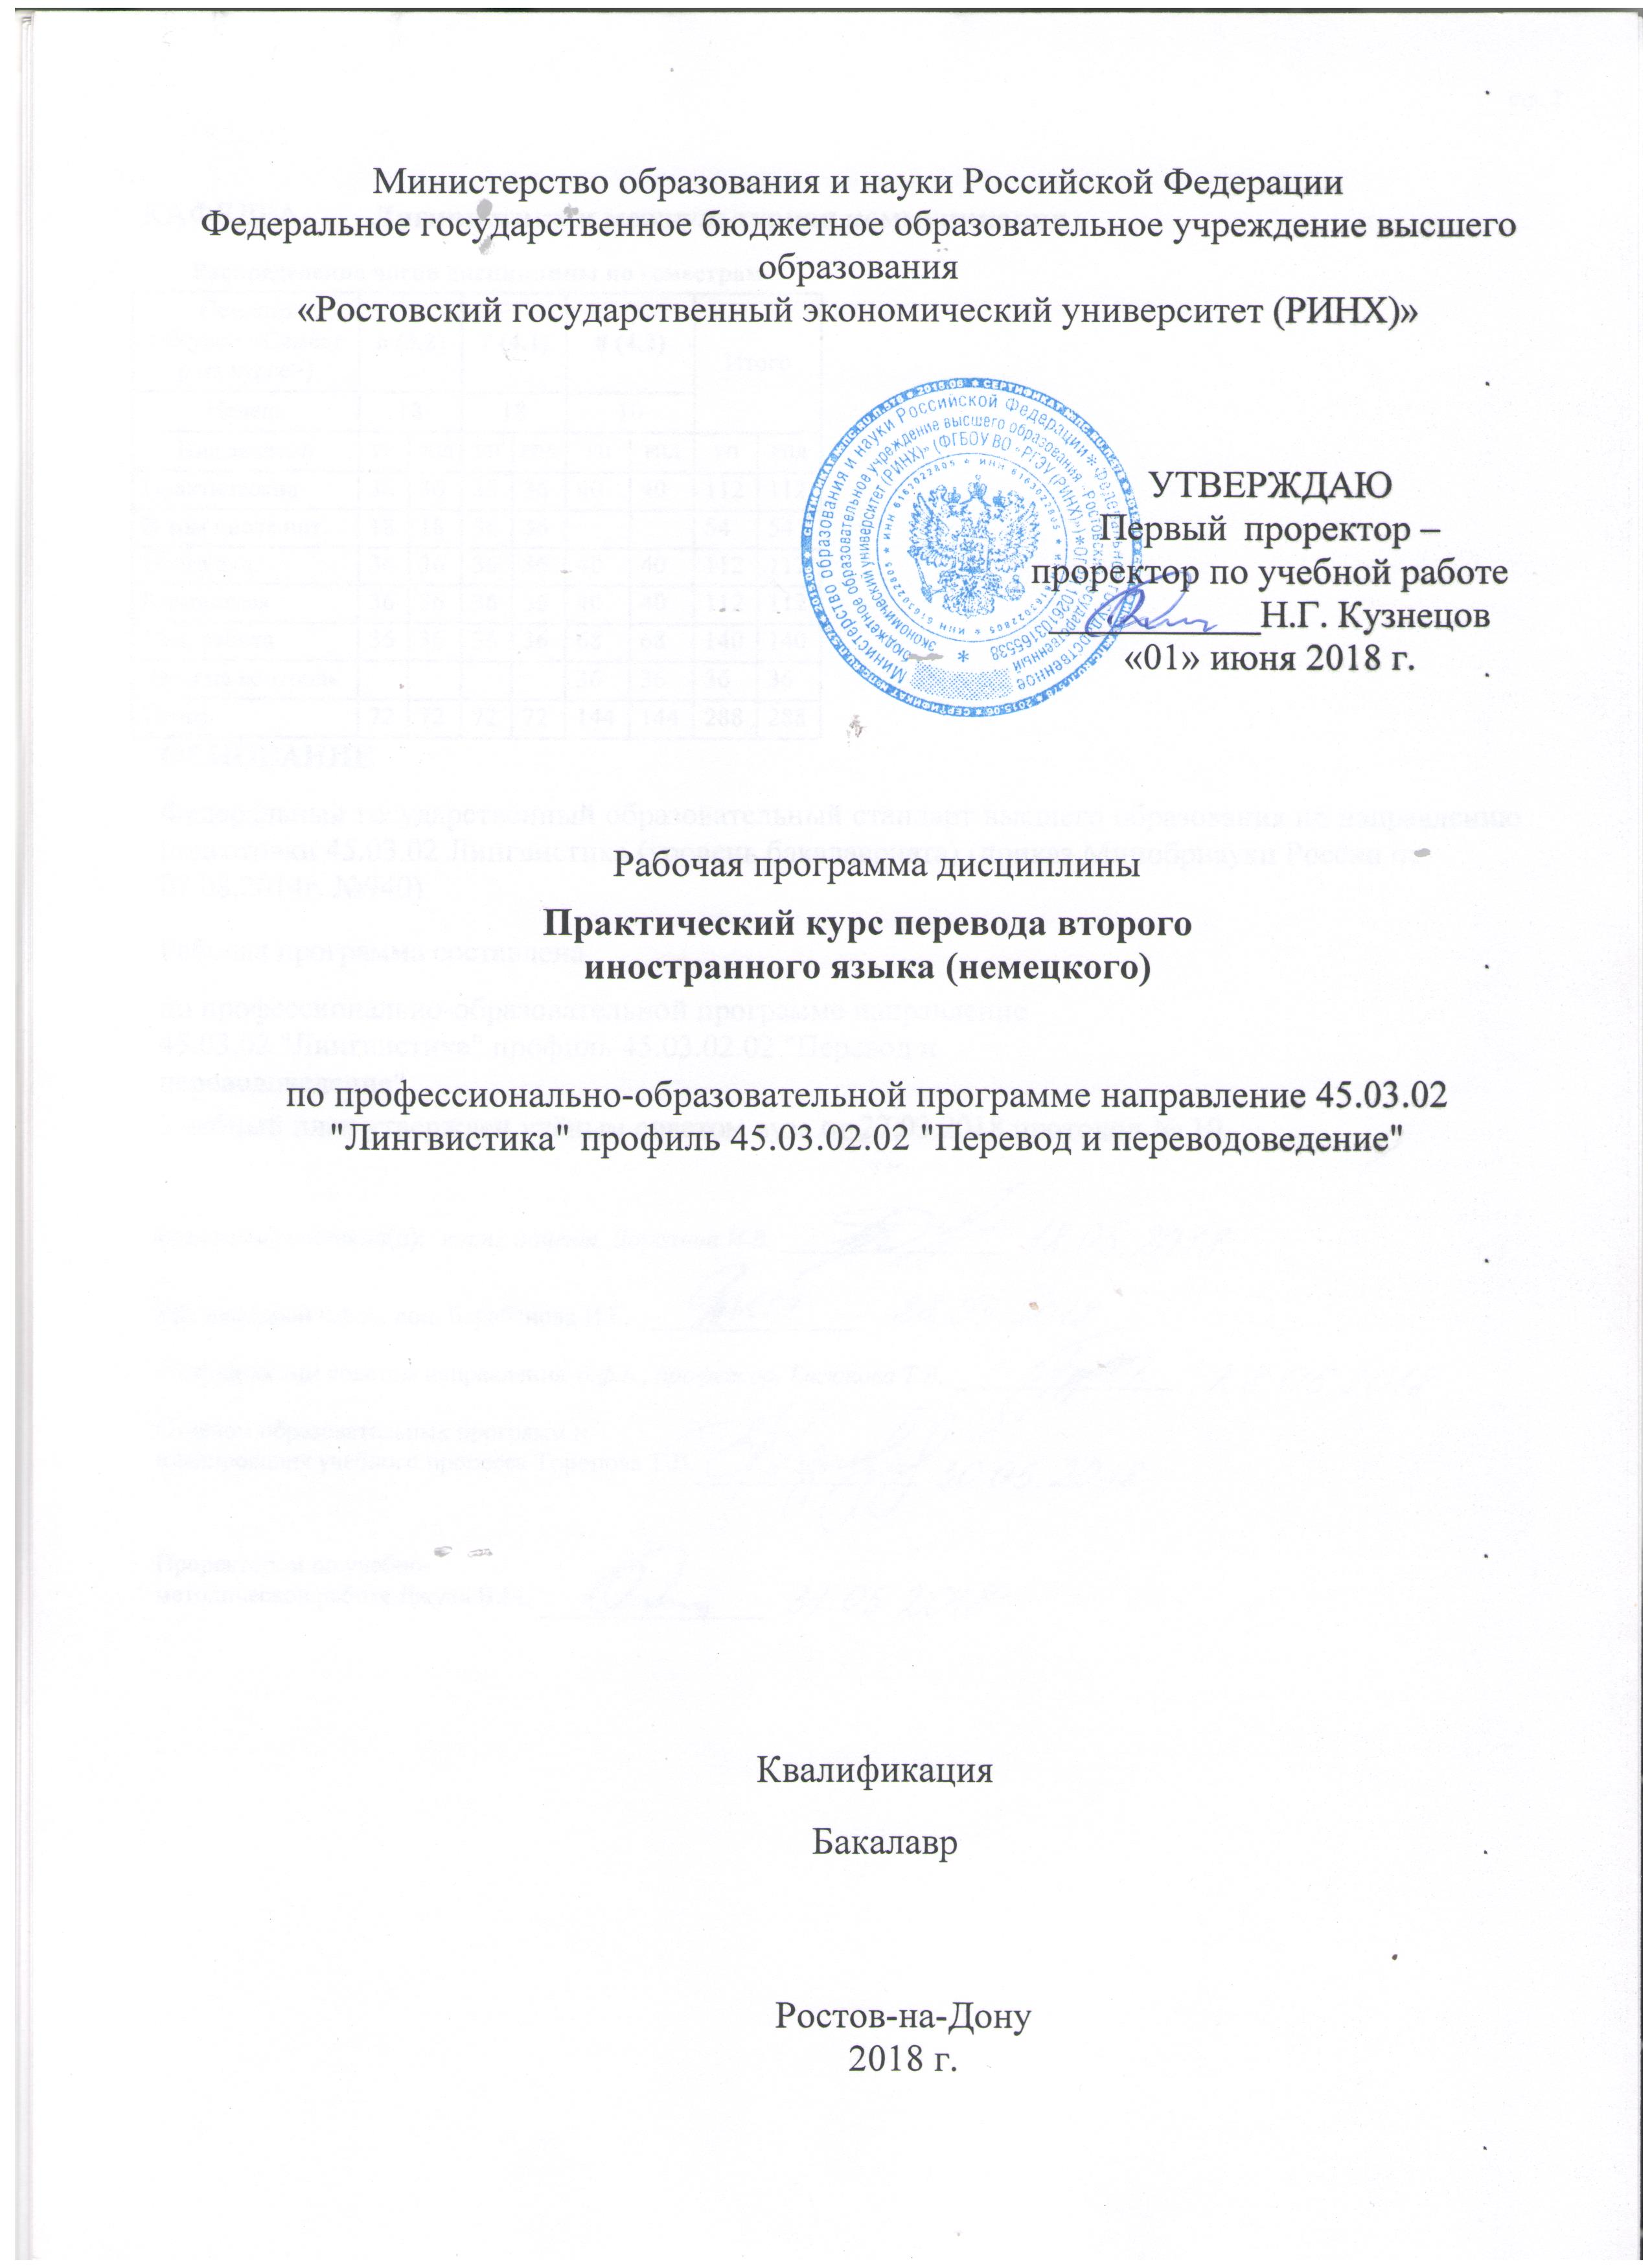 Министерство образования и науки Российской Федерации
Федеральное государственное бюджетное образовательное учреждение высшего
образования
«Ростовский государственный экономический университет (РИНХ)»
УТВЕРЖДАЮ
Первый проректор –
проректор по учебной работе
Н.Г. Кузнецов
«01» июня 2018 г.
Рабочая программа дисциплины
Практический курс перевода второго
иностранного языка (немецкого)
по профессионально-образовательной программе направление 45.03.02
"Лингвистика" профиль 45.03.02.02 "Перевод и переводоведение"
Квалификация
Бакалавр
Ростов-на-Дону
2018 г.